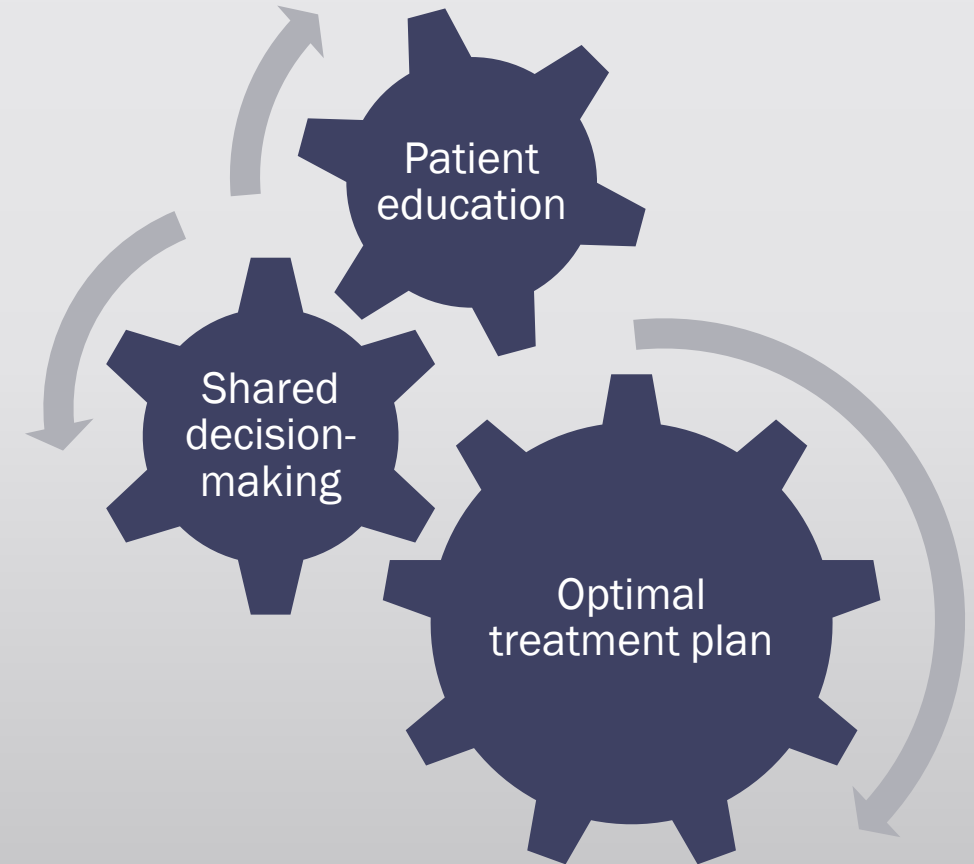 Patient
education
Shared
decision-
making
Optimal
treatment plan